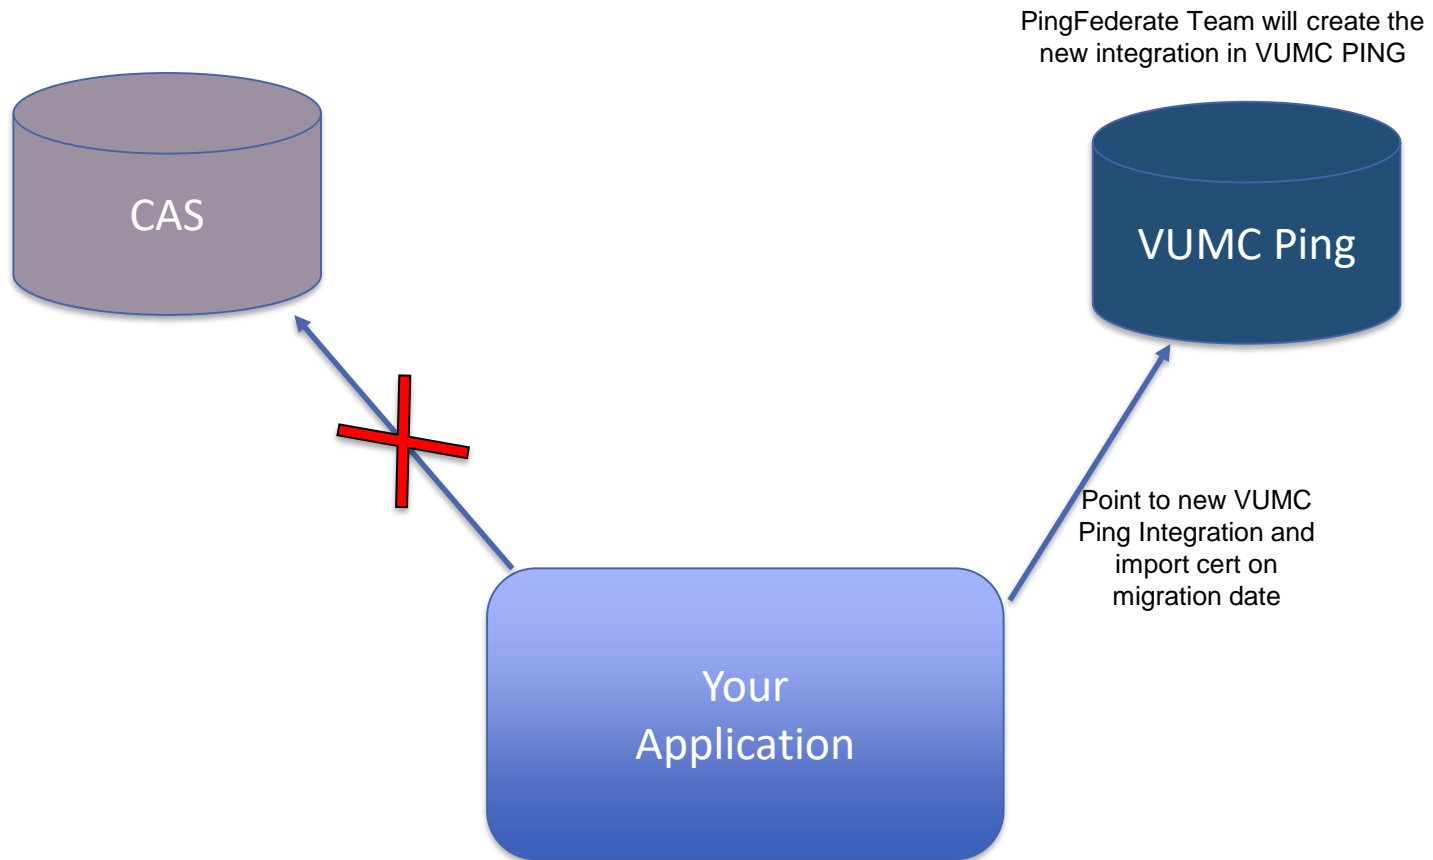 PingFederate Team will create the
new integration in VUMC PING
CAS
VUMC Ping
Point to new VUMC
Ping Integration and
import cert on
migration date
Your
Application